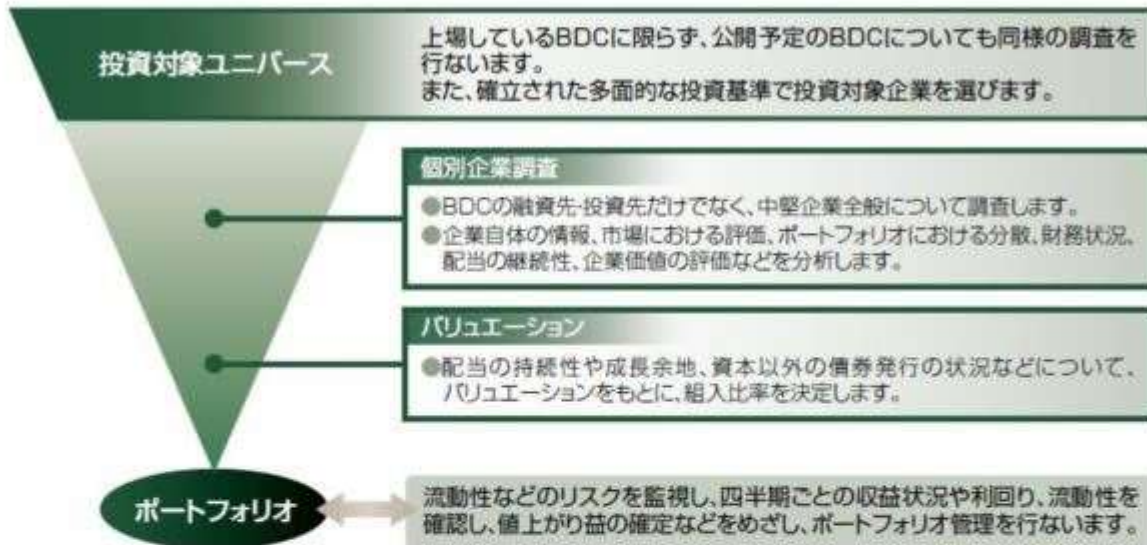 投資対象ユニバース
上場しているBDCに限らず、公開予定のBDCについても同様の調査を
行ないます。
また、確立された多面的な投資基準で投資対象企業を選びます。
個別企業調査
●BDCの融資先・投資先だけでなく、中堅企業全般について調査します。
●企業自体の情報、市場における評価、ポートフォリオにおける分散、財務状況、
配当の継続性、企業価値の評価などを分析します。
バリュエーション
●配当の持続性や成長余地、資本以外の債券発行の状況などについて、
バリュエーションをもとに、組入比率を決定します。
ポートフォリオ
流動性などのリスクを監視し、四半期ごとの収益状況や利回り、流動性を
確認し、値上がり益の確定などをめざし、ポートフォリオ管理を行ないます。